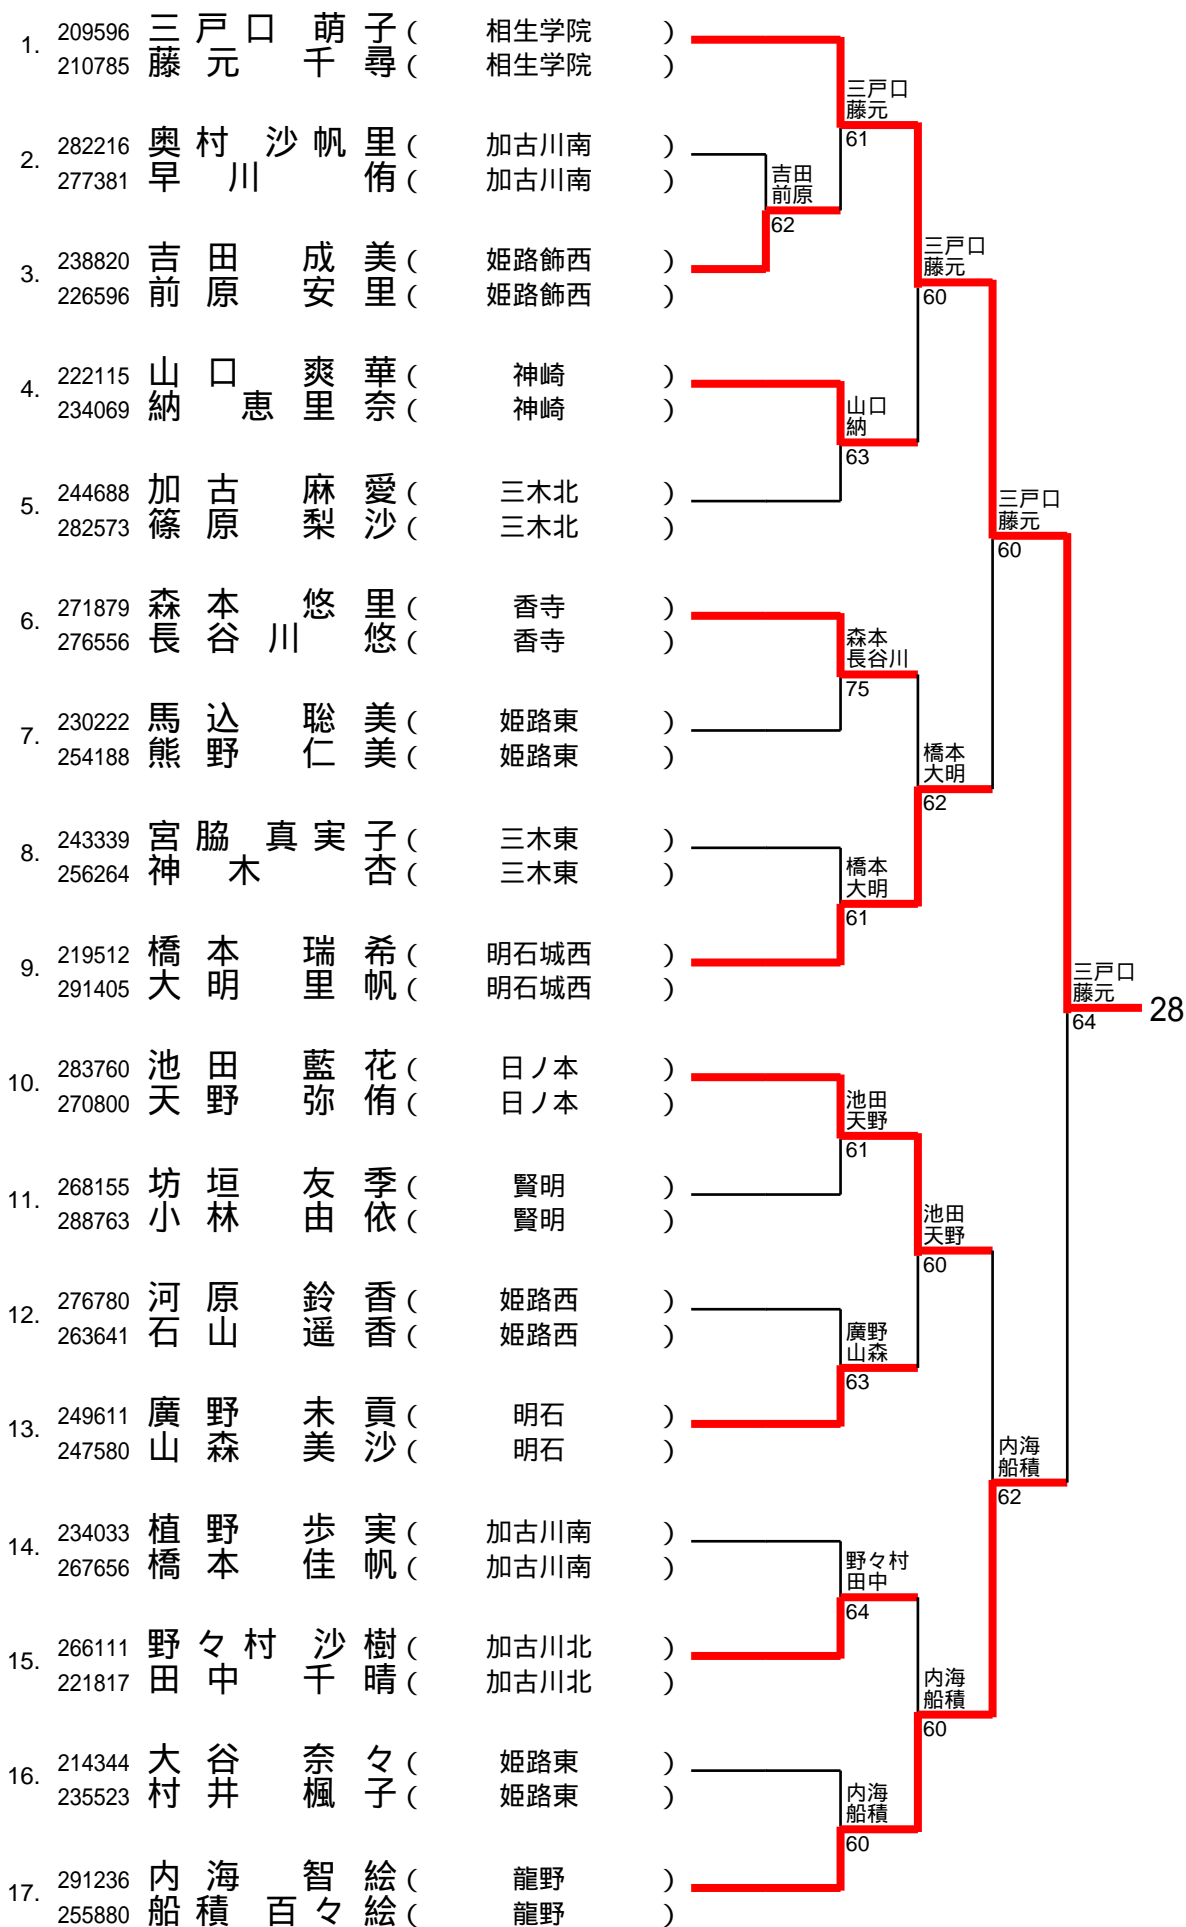 1. 209596 三戸口 萌子 ( 相生学院 )
210785 藤元 千尋 ( 相生学院 )
三戸口
藤元
61
2. 282216 奥村 沙帆里 ( 加古川南 )
277381 早川 侑 ( 加古川南 )
吉田
前原
62
3. 238820 吉田 成美 ( 姫路飾西 )
226596 前原 安里 ( 姫路飾西 )
三戸口
藤元
60
4. 222115 山口 爽華 ( 神崎 )
234069 納 恵里奈 ( 神崎 )
山口
納
63
5. 244688 加古 麻愛 ( 三木北 )
282573 篠原 梨沙 ( 三木北 )
三戸口
藤元
60
6. 271879 森本 悠里 ( 香寺 )
276556 長谷川 悠 ( 香寺 )
森本
長谷川
75
7. 230222 馬込 聡美 ( 姫路東 )
254188 熊野 仁美 ( 姫路東 )
橋本
大明
62
8. 243339 宮脇 真実子 ( 三木東 )
256264 神木 杏 ( 三木東 )
橋本
大明
61
9. 219512 橋本 瑞希 ( 明石城西 )
291405 大明 里帆 ( 明石城西 )
三戸口
藤元
64
28
10. 283760 池田 藍花 ( 日ノ本 )
270800 天野 弥侑 ( 日ノ本 )
池田
天野
61
11. 268155 坊垣 友季 ( 賢明 )
288763 小林 由依 ( 賢明 )
池田
天野
60
12. 276780 河原 鈴香 ( 姫路西 )
263641 石山 遥香 ( 姫路西 )
廣野
山森
63
13. 249611 廣野 未貢 ( 明石 )
247580 山森 美沙 ( 明石 )
内海
船積
62
14. 234033 植野 歩実 ( 加古川南 )
267656 橋本 佳帆 ( 加古川南 )
野々村
田中
64
15. 266111 野々村 沙樹 ( 加古川北 )
221817 田中 千晴 ( 加古川北 )
内海
船積
60
16. 214344 大谷 奈々 ( 姫路東 )
235523 村井 楓子 ( 姫路東 )
内海
船積
60
17. 291236 内海 智絵 ( 龍野 )
255880 船積 百々絵 ( 龍野 )